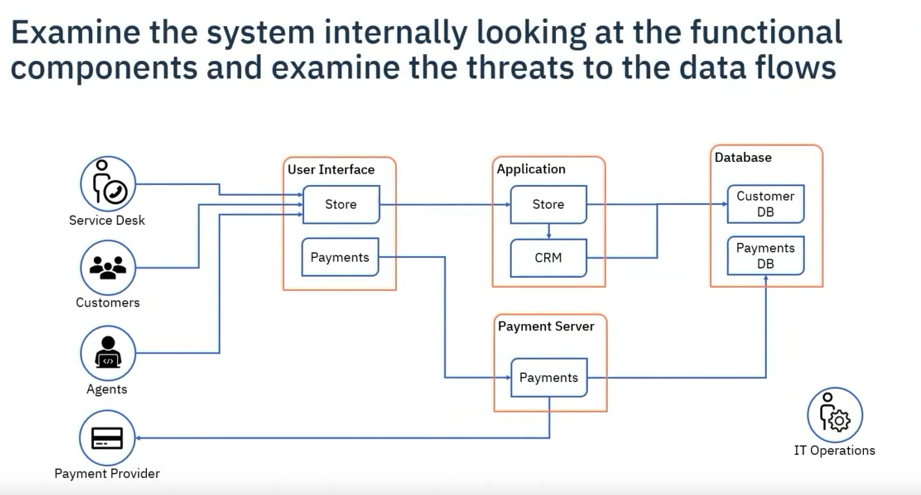 Examine the system internally looking at the functional
components and examine the threats to the data flows
Service Desk
Customers
Agents
Payment Provider
User Interface
Store
Payments
Application
Store
CRM
Payment Server
Payments
Database
Customer
DB
Payments
DB
IT Operations